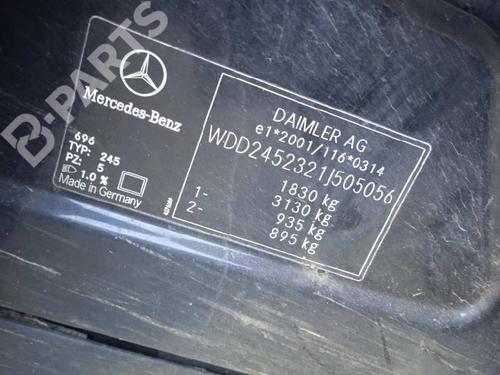 B-PARTS
Mercedes-Benz
696
TYP: 245
PZ: 5
1.0 %
Made in Germany
DAIMLER AG
e1*2001/116*0314
WDD2452321J505056
1830 kg
1- 3130 kg
2- 935 kg
895 kg